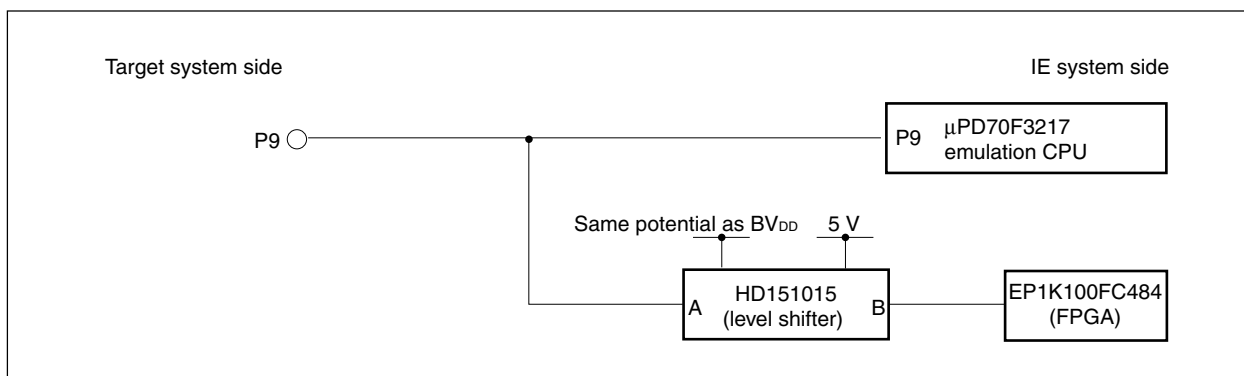 Target system side
IE system side
P9
P9
μPD70F3217
emulation CPU
Same potential as BVDD
5 V
A
HD151015
(level shifter)
B
EP1K100FC484
(FPGA)